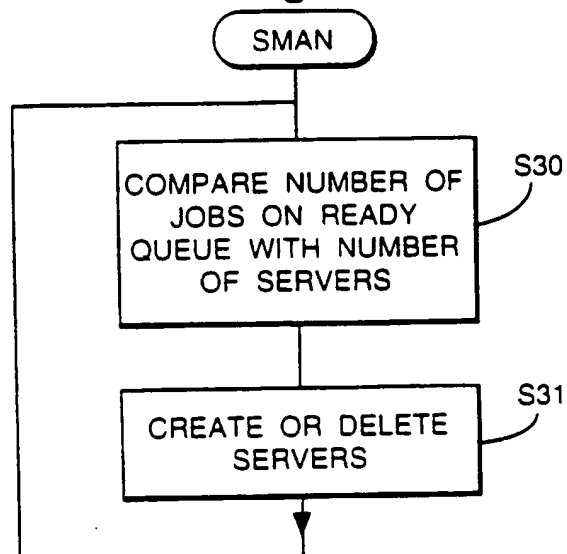 SMAN
COMPARE NUMBER OF
JOBS ON READY
QUEUE WITH NUMBER
OF SERVERS
S30
CREATE OR DELETE
SERVERS
S31